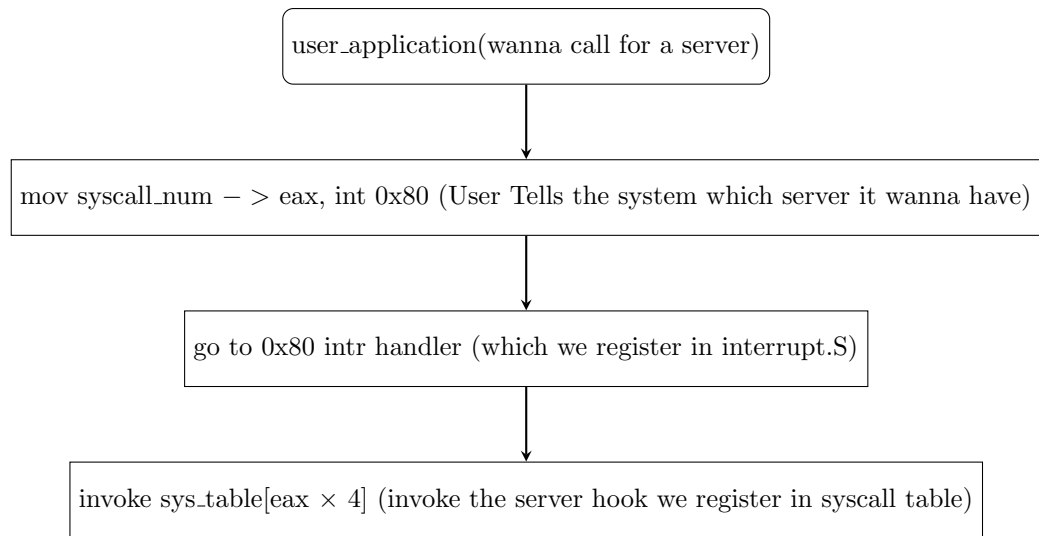 user_application(wanna call for a server)
mov syscall_num − > eax, int 0x80 (User Tells the system which server it wanna have)
go to 0x80 intr handler (which we register in interrupt.S)
invoke sys_table[eax × 4] (invoke the server hook we register in syscall table)